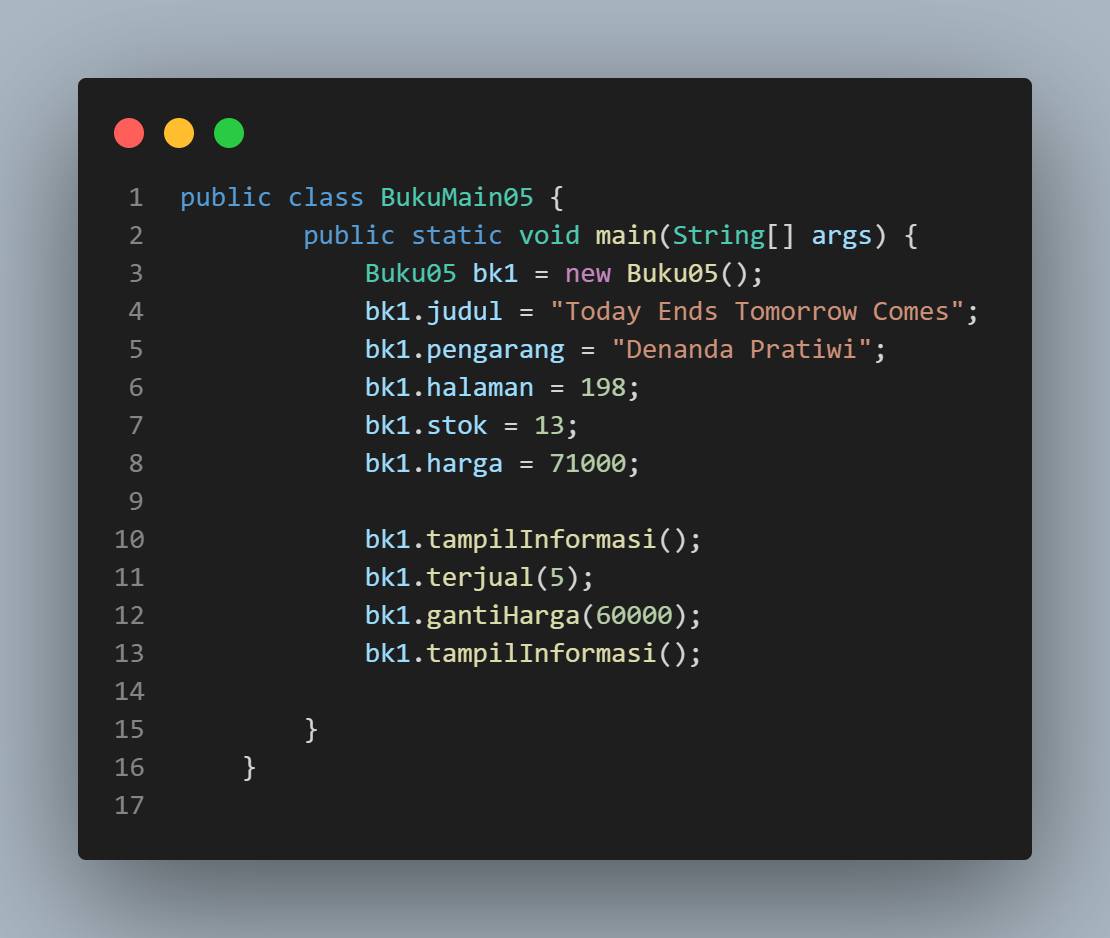 1 public class BukuMain05 {
2         public static void main(String[] args) {
3             Buku05 bk1 = new Buku05();
4             bk1.judul = "Today Ends Tomorrow Comes";
5             bk1.pengarang = "Denanda Pratiwi";
6             bk1.halaman = 198;
7             bk1.stok = 13;
8             bk1.harga = 71000;
9
10             bk1.tampilInformasi();
11             bk1.terjual(5);
12             bk1.gantiHarga(60000);
13             bk1.tampilInformasi();
14
15         }
16     }
17